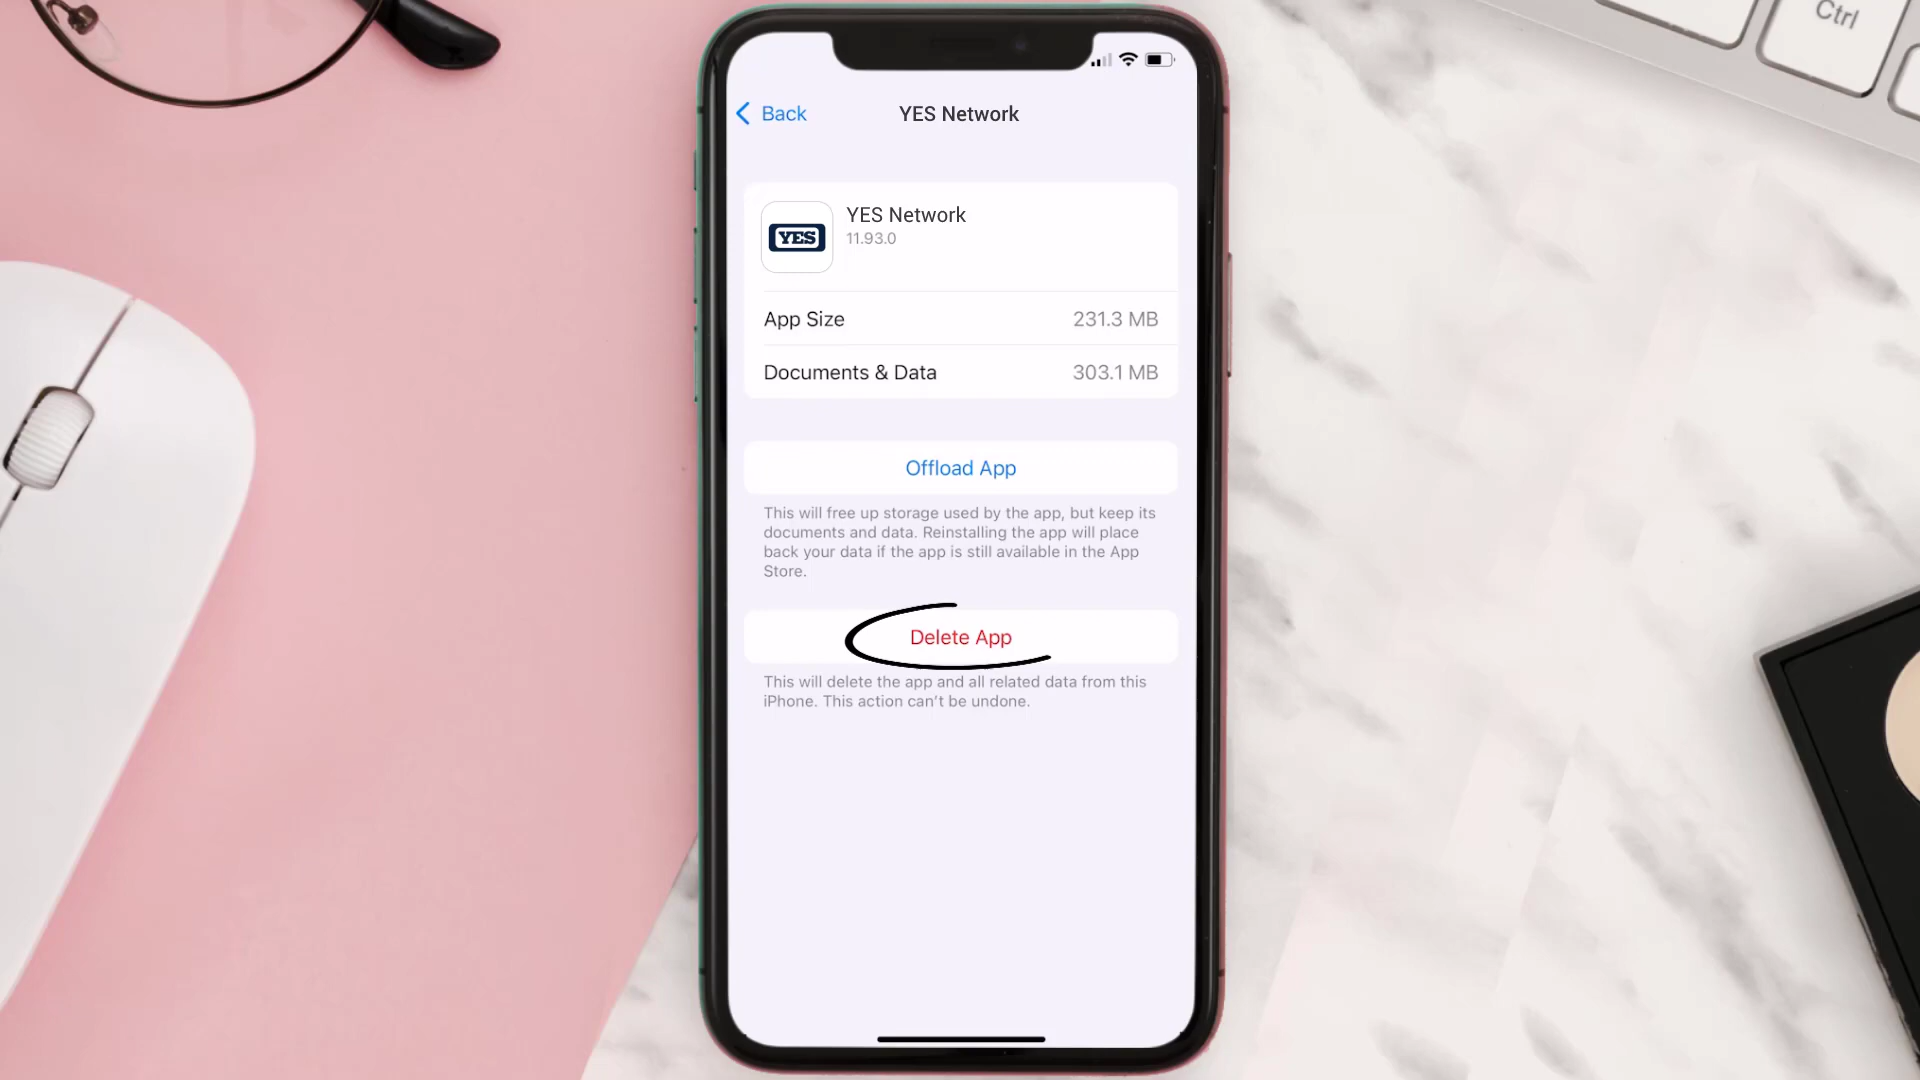 Ctrl
Back
YES Network
YES
YES Network
11.93.0
App Size
231.3 MB
Documents & Data
303.1 MB
Offload App
This will free up storage used by the app, but keep its
documents and data. Reinstalling the app will place
back your data if the app is still available in the App
Store.
Delete App
This will delete the app and all related data from this
iPhone. This action can't be undone.